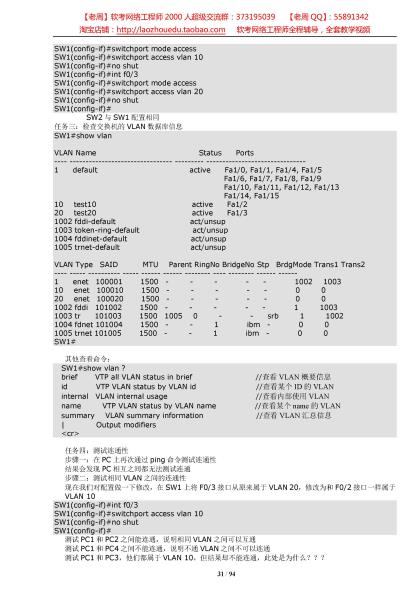 【老周】软考网络工程师 2000 人超级交流群：373195039 【老周 QQ】：55891342
淘宝店铺：http://laozhouedu.taobao.com 软考网络工程师全程辅导，全套教学视频
SW1(config-if)#switchport mode access
SW1(config-if)#switchport access vlan 10
SW1(config-if)#no shut
SW1(config-if)#int f0/3
SW1(config-if)#switchport mode access
SW1(config-if)#switchport access vlan 20
SW1(config-if)#no shut
SW1(config-if)#
SW2 与 SW1 配置相同
任务三：检查交换机的 VLAN 数据库信息
SW1#show vlan
VLAN Name Status Ports
---- -------------------------------- --------- -------------------------------
1 default active Fa1/0, Fa1/1, Fa1/4, Fa1/5
Fa1/6, Fa1/7, Fa1/8, Fa1/9
Fa1/10, Fa1/11, Fa1/12, Fa1/13
Fa1/14, Fa1/15
10 test10 active Fa1/2
20 test20 active Fa1/3
1002 fddi-default act/unsup
1003 token-ring-default act/unsup
1004 fddinet-default act/unsup
1005 trnet-default act/unsup
VLAN Type SAID MTU Parent RingNo BridgeNo Stp BrdgMode Trans1 Trans2
---- ----- ---------- ----- ------ ------ -------- ---- -------- ------ ------
1 enet 100001 1500 - - - - - 1002 1003
10 enet 100010 1500 - - - - - 0 0
20 enet 100020 1500 - - - - - 0 0
1002 fddi 101002 1500 - - - - - 1 1003
1003 tr 101003 1500 1005 0 - - srb 1 1002
1004 fdnet 101004 1500 - - 1 ibm - 0 0
1005 trnet 101005 1500 - - 1 ibm - 0 0
SW1#
其他查看命令：
SW1#show vlan ?
brief VTP all VLAN status in brief //查看 VLAN 概要信息
id VTP VLAN status by VLAN id //查看某个 ID 的 VLAN
internal VLAN internal usage //查看内部使用 VLAN
name VTP VLAN status by VLAN name //查看某个 name 的 VLAN
summary VLAN summary information //查看 VLAN 汇总信息
| Output modifiers
<cr>
任务四：测试连通性
步骤一：在 PC 上再次通过 ping 命令测试连通性
结果会发现 PC 相互之间都无法测试连通
步骤二：测试相同 VLAN 之间的连通性
现在我们对配置做一下修改，在 SW1 上将 F0/3 接口从原来属于 VLAN 20，修改为和 F0/2 接口一样属于
VLAN 10
SW1(config-if)#int f0/3
SW1(config-if)#switchport access vlan 10
SW1(config-if)#no shut
SW1(config-if)#
测试 PC1 和 PC2 之间能连通，说明相同 VLAN 之间可以互通
测试 PC1 和 PC4 之间不能连通，说明不通 VLAN 之间不可以连通
测试 PC1 和 PC3，他们都属于 VLAN 10，但结果却不能连通，此处是为什么？？？
31 / 94